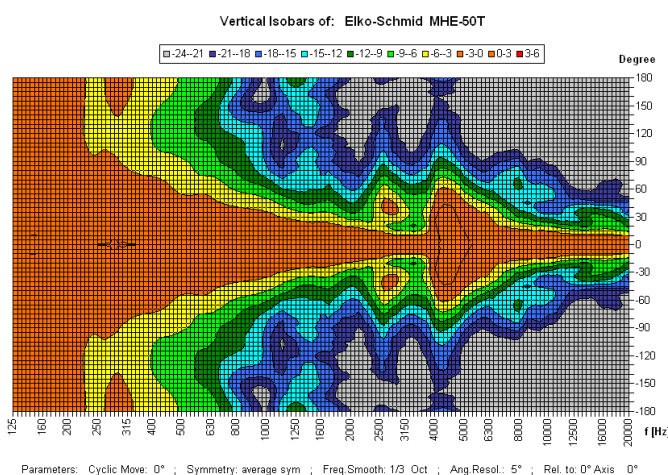 Vertical Isobars of: Elko-Schmid MHE-50T
-24--21 -21--18 -18--15 -15--12 -12--9 -9--6 -6--3 -3-0 0-3 3-6
Degree
180
150
120
90
60
30
0
-30
-60
-90
-120
-150
-180
125 160 200 250 315 400 500 630 800 1000 1250 1600 2000 2500 3150 4000 5000 6300 8000 10000 12500 16000 20000 f [Hz]
Parameters: Cyclic Move: 0° ; Symmetry: average sym ; Freq.Smooth: 1/3 Oct ; Ang.Resol.: 5° ; Rel. to: 0° Axis 0°